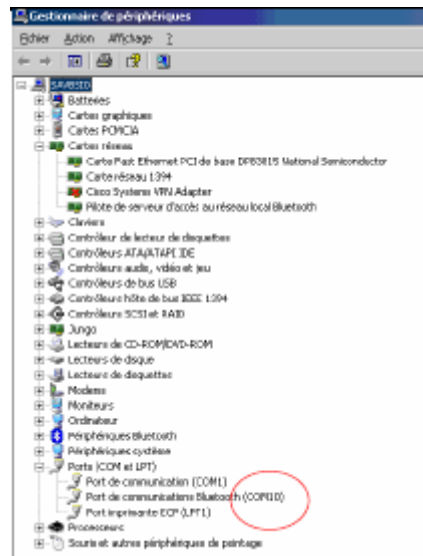 Gestionnaire de périphériques
Fichier Action Affichage ?
Batteries
Cartes graphiques
Cartes PCMCIA
Cartes réseau
Carte Fast Ethernet PCI de base DP83815 National Semiconductor
Carte réseau 1394
Cisco Systems VPN Adapter
Pilote de serveur d'accès au réseau local Bluetooth
Claviers
Contrôleur de lecteur de disquettes
Contrôleurs ATA/ATAPI IDE
Contrôleurs audio, vidéo et jeu
Contrôleurs de bus USB
Contrôleurs hôte de bus IEEE 1394
Contrôleurs SCSI et RAID
Jungo
Lecteurs de CD-ROM/DVD-ROM
Lecteurs de disque
Lecteurs de disquettes
Modems
Moniteurs
Ordinateur
Périphériques Bluetooth
Périphériques système
Ports (COM et LPT)
Port de communication (COM1)
Port de communications Bluetooth (COM10)
Port imprimante ECP (LPT1)
Processeurs
Souris et autres périphériques de pointage